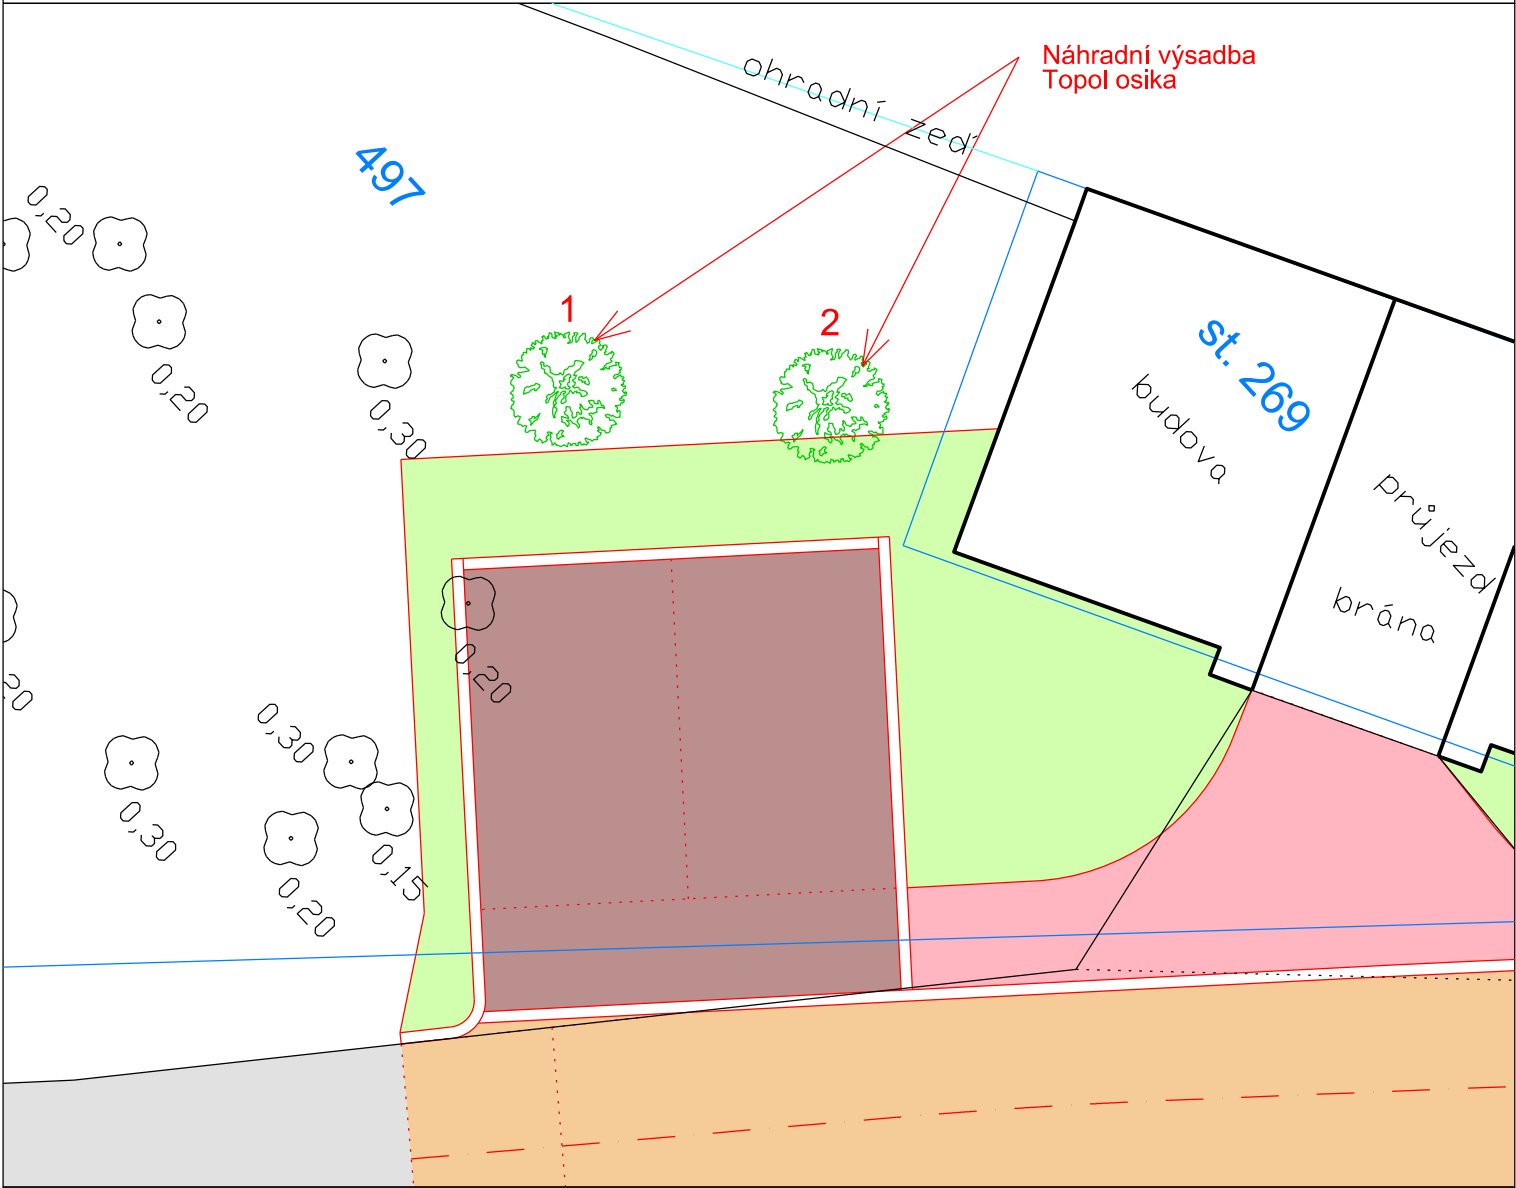 Náhradní výsadba
Topol osika
ohradní zeď
497
0,20
1
2
st. 269
0,20
budova
0,30
průjezd
brána
0,20
0,30
0,30
0,15
0,20